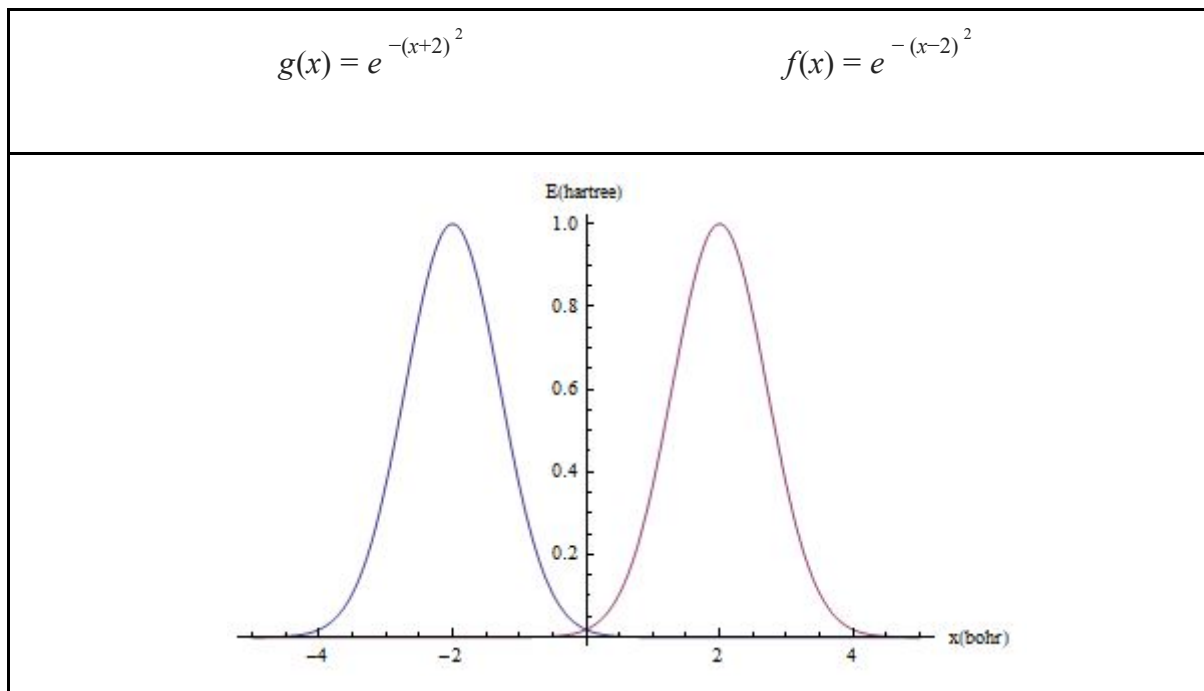 g(x) = e^{-(x+2)^2} f(x) = e^{-(x-2)^2}
E(hartree)
1.0
0.8
0.6
0.4
0.2
-4 -2 2 4 x(bohr)